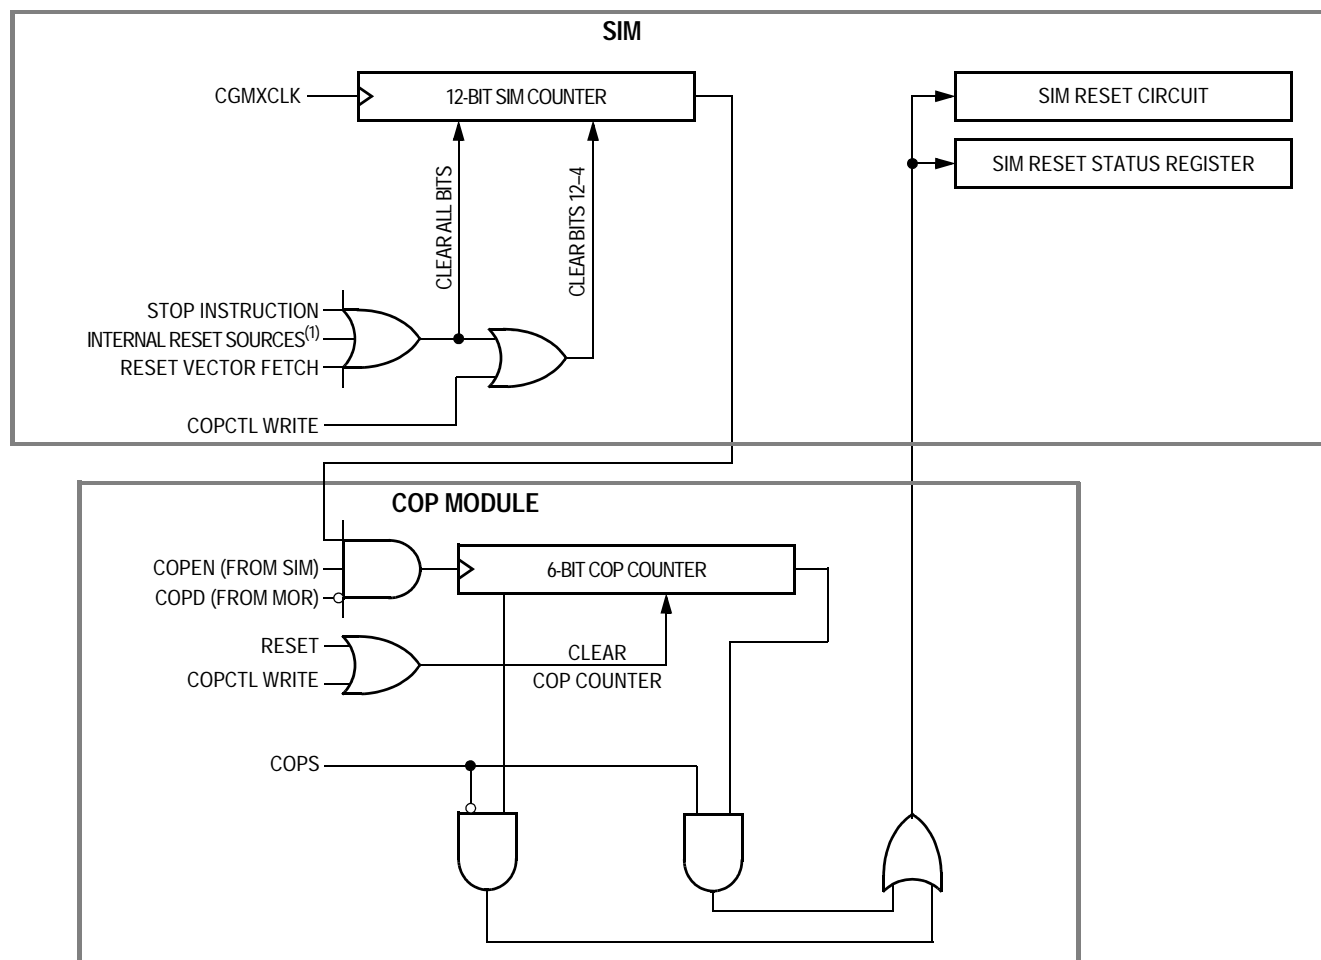 SIM
CGMXCLK
12-BIT SIM COUNTER
SIM RESET CIRCUIT
SIM RESET STATUS REGISTER
CLEAR ALL BITS
CLEAR BITS 12–4
STOP INSTRUCTION
INTERNAL RESET SOURCES(1)
RESET VECTOR FETCH
COPCTL WRITE
COP MODULE
COPEN (FROM SIM)
COPD (FROM MOR)
6-BIT COP COUNTER
RESET
COPCTL WRITE
CLEAR
COP COUNTER
COPS